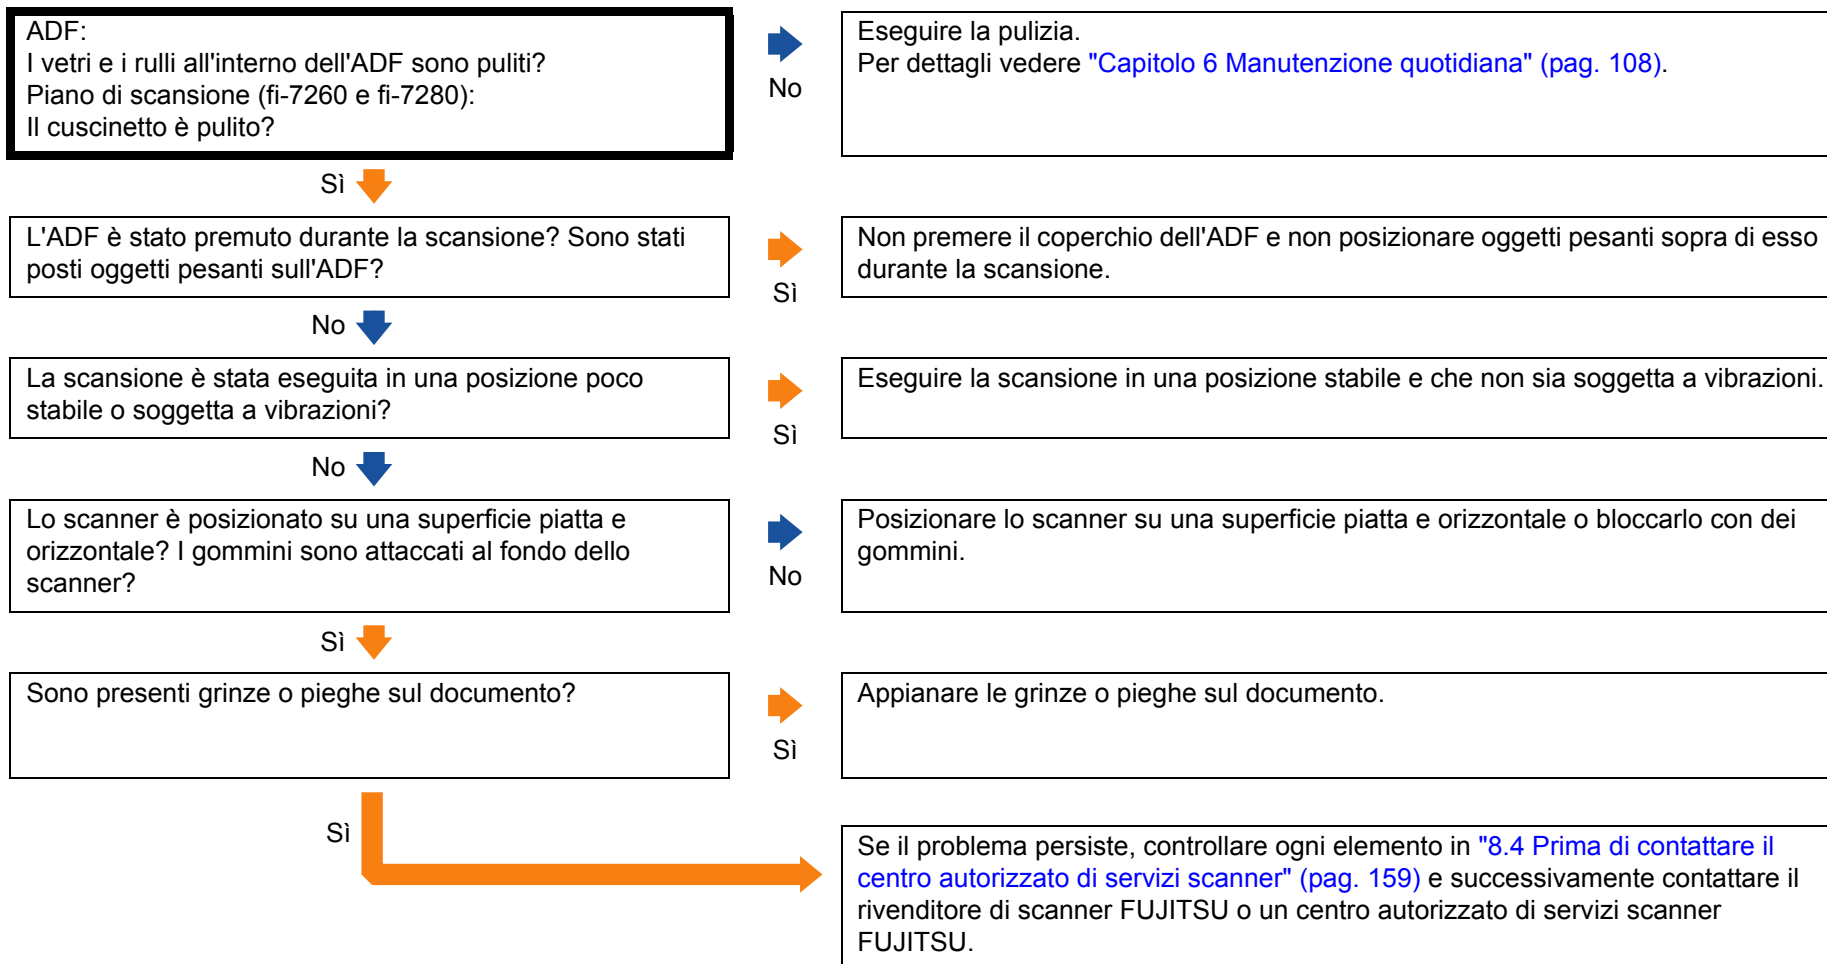 ADF:
I vetri e i rulli all'interno dell'ADF sono puliti?
Piano di scansione (fi-7260 e fi-7280):
Il cuscinetto è pulito?
No
Eseguire la pulizia.
Per dettagli vedere "Capitolo 6 Manutenzione quotidiana" (pag. 108).
Sì
L'ADF è stato premuto durante la scansione? Sono stati
posti oggetti pesanti sull'ADF?
Sì
Non premere il coperchio dell'ADF e non posizionare oggetti pesanti sopra di esso
durante la scansione.
No
La scansione è stata eseguita in una posizione poco
stabile o soggetta a vibrazioni?
Sì
Eseguire la scansione in una posizione stabile e che non sia soggetta a vibrazioni.
No
Lo scanner è posizionato su una superficie piatta e
orizzontale? I gommini sono attaccati al fondo dello
scanner?
No
Posizionare lo scanner su una superficie piatta e orizzontale o bloccarlo con dei
gommini.
Sì
Sono presenti grinze o pieghe sul documento?
Sì
Appianare le grinze o pieghe sul documento.
Sì
Se il problema persiste, controllare ogni elemento in "8.4 Prima di contattare il
centro autorizzato di servizi scanner" (pag. 159) e successivamente contattare il
rivenditore di scanner FUJITSU o un centro autorizzato di servizi scanner
FUJITSU.